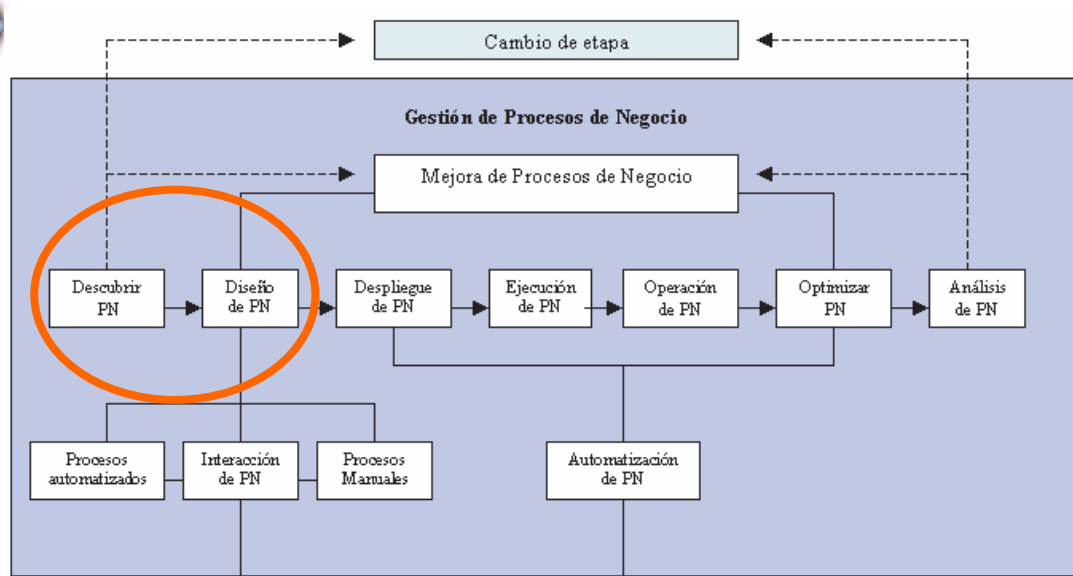 Cambio de etapa
Gestión de Procesos de Negocio
Mejora de Procesos de Negocio
Descubrir
PN
Diseño
de PN
Despliegue
de PN
Ejecución
de PN
Operación
de PN
Optimizar
PN
Análisis
de PN
Procesos
automatizados
Interacción
de PN
Procesos
Manuales
Automatización
de PN